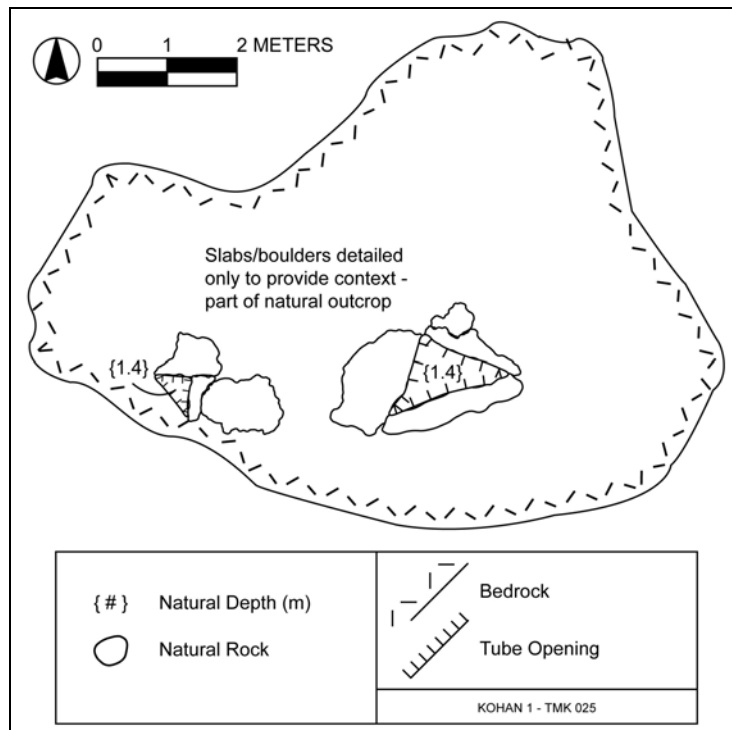 0 1 2 METERS
Slabs/boulders detailed
only to provide context -
part of natural outcrop
{1.4}
{1.4}
{ # } Natural Depth (m)
Natural Rock
Bedrock
Tube Opening
KOHAN 1 - TMK 025